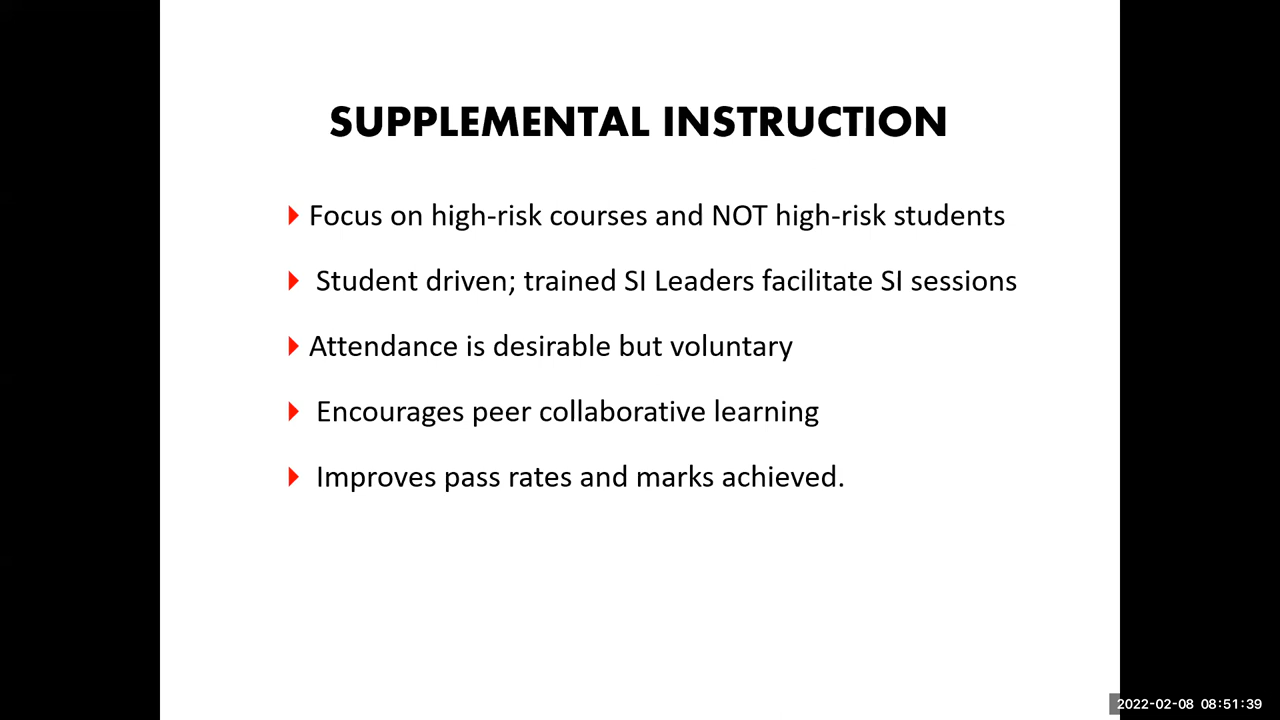 SUPPLEMENTAL INSTRUCTION
Focus on high-risk courses and NOT high-risk students
Student driven; trained SI Leaders facilitate SI sessions
Attendance is desirable but voluntary
Encourages peer collaborative learning
Improves pass rates and marks achieved.
2022-02-08 08:51:39